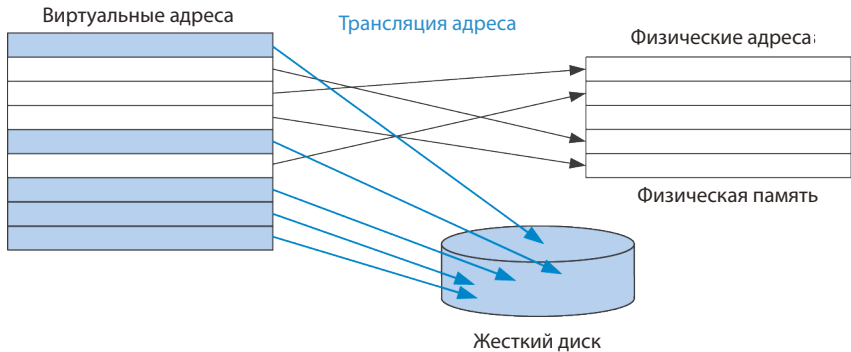 Виртуальные адреса
Трансляция адреса
Физические адреса
Физическая память
Жесткий диск